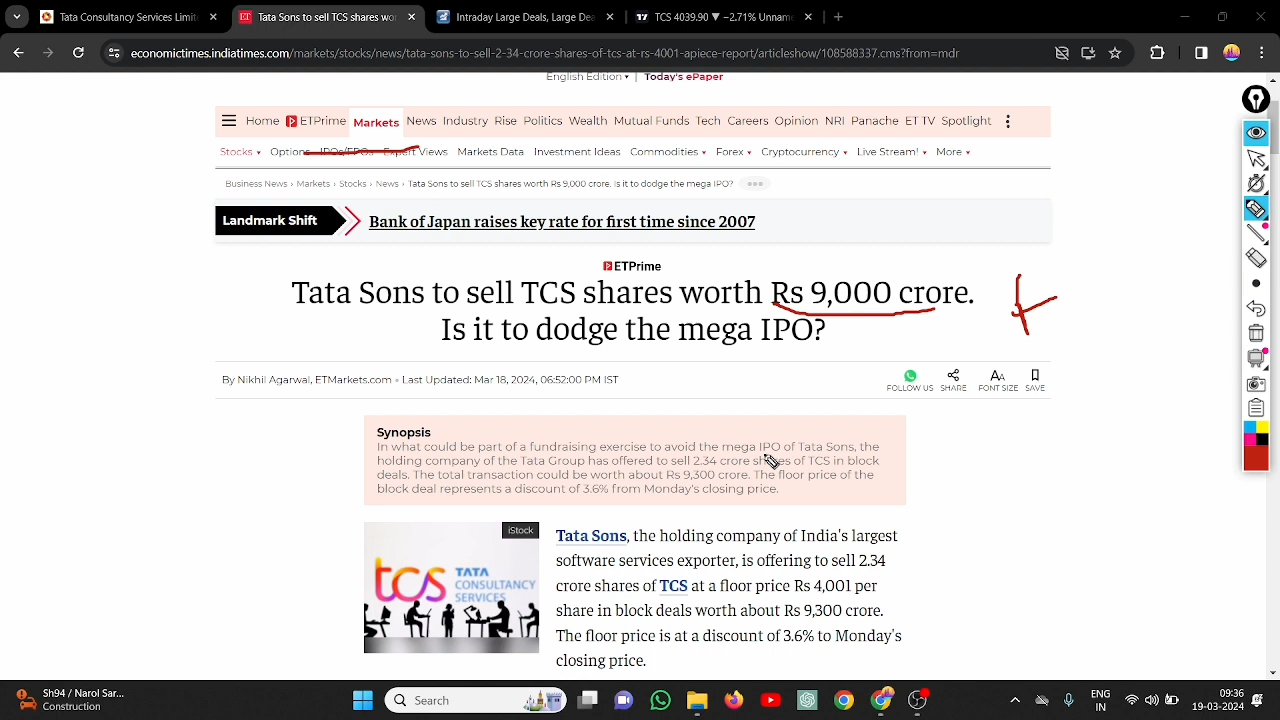 Tata Consultancy Services Limit
Tata Sons to sell TCS shares wor
Intraday Large Deals, Large Dea
TCS 4039.90 ▼ −2.71% Unnam
economictimes.indiatimes.com/markets/stocks/news/tata-sons-to-sell-2-34-crore-shares-of-tcs-at-rs-4001-apiece-report/articleshow/108588337.cms?from=mdr
English Edition | Today's ePaper
Home ETPrime Markets News Industry Rise Politics Wealth Mutual Funds Tech Careers Opinion NRI Panache ET TV Spotlight
Stocks Options IPOs/FPOs Expert Views Markets Data Investment Ideas Commodities Forex Cryptocurrency Live Stream! More
Business News › Markets › Stocks › News › Tata Sons to sell TCS shares worth Rs 9,000 crore. Is it to dodge the mega IPO?
Landmark Shift Bank of Japan raises key rate for first time since 2007
ETPrime
Tata Sons to sell TCS shares worth Rs 9,000 crore.
Is it to dodge the mega IPO?
By Nikhil Agarwal, ETMarkets.com • Last Updated: Mar 18, 2024, 06:52:00 PM IST
FOLLOW US SHARE FONT SIZE SAVE
Synopsis
In what could be part of a fundraising exercise to avoid the mega IPO of Tata Sons, the
holding company of the Tata Group has offered to sell 2.34 crore shares of TCS in block
deals. The total transaction could be worth about Rs 9,300 crore. The floor price of the
block deal represents a discount of 3.6% from Monday's closing price.
iStock
tcs TATA
CONSULTANCY
SERVICES
Tata Sons, the holding company of India's largest
software services exporter, is offering to sell 2.34
crore shares of TCS at a floor price Rs 4,001 per
share in block deals worth about Rs 9,300 crore.
The floor price is at a discount of 3.6% to Monday's
closing price.
Sh94 / Narol Sar...
Construction
Search
ENG
IN
09:36
19-03-2024